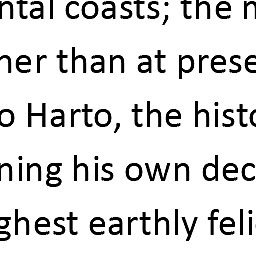 ntal coasts; the
her than at prese
o Harto, the histo
ning his own dec
ghest earthly feli